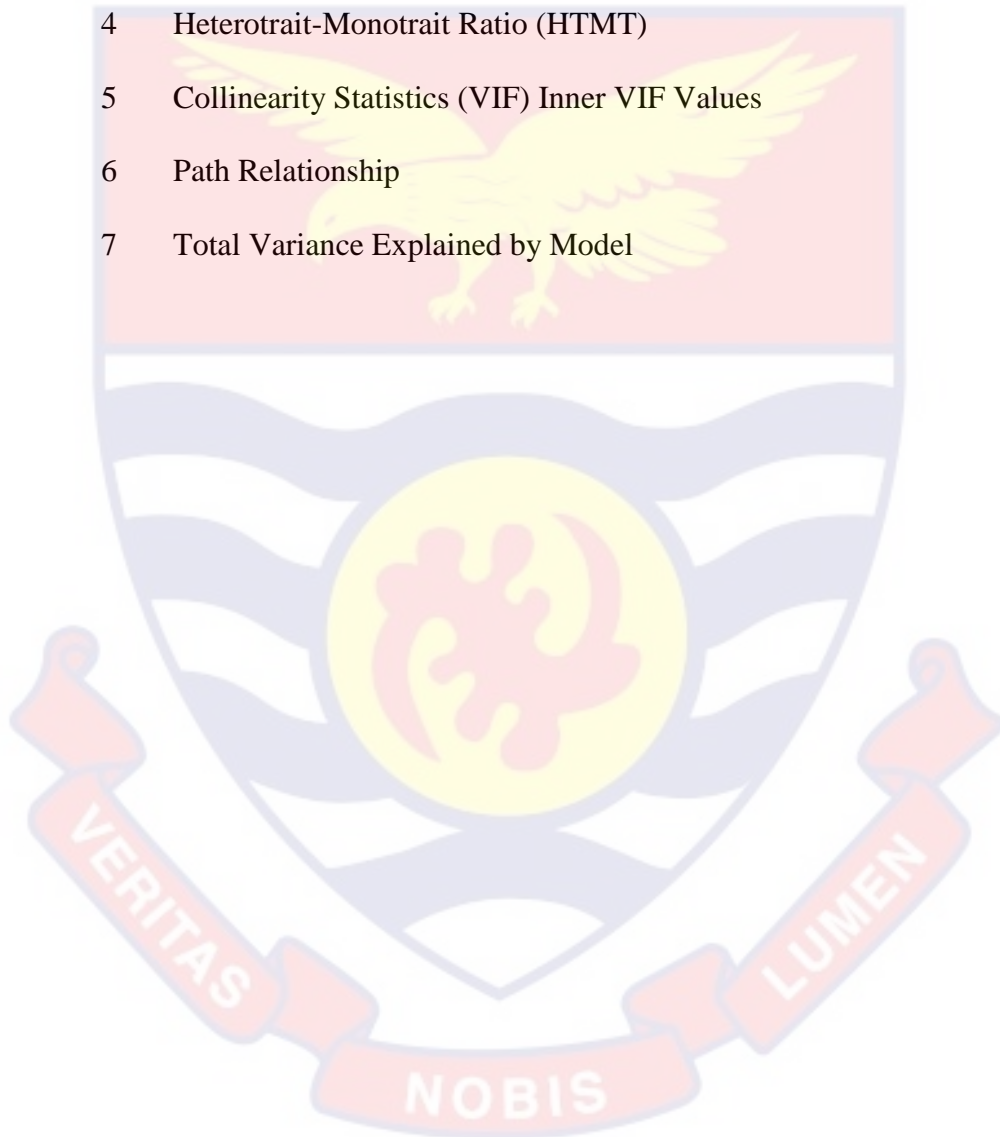 4 Heterotrait-Monotrait Ratio (HTMT)
5 Collinearity Statistics (VIF) Inner VIF Values
6 Path Relationship
7 Total Variance Explained by Model
VERITAS
NOBIS
LUMEN